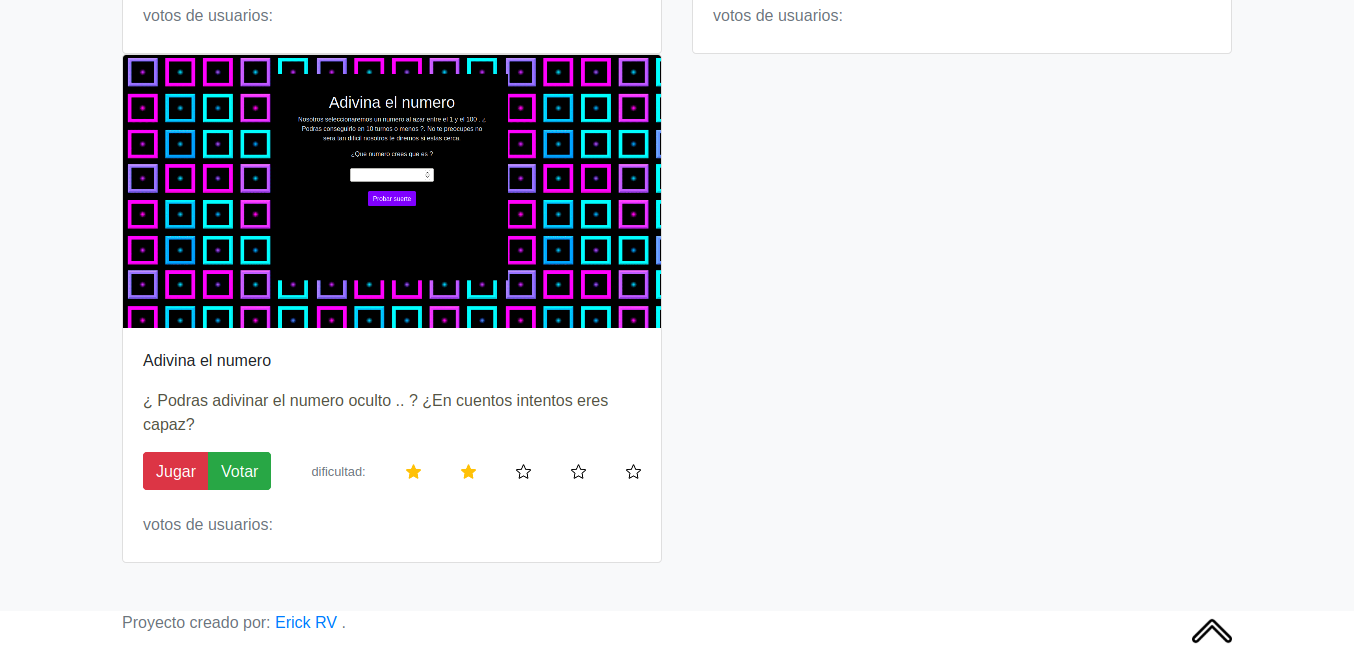 votos de usuarios:
votos de usuarios:
Adivina el numero
Nosotros seleccionaremos un numero al azar entre el 1 y el 100 . ¿
Podras conseguirlo en 10 turnos o menos ?. No te preocupes no
sera tan dificil nosotros te diremos si estas cerca.
¿Que numero crees que es ?
Probar suerte
Adivina el numero
¿ Podras adivinar el numero oculto .. ? ¿En cuentos intentos eres
capaz?
Jugar Votar dificultad:
votos de usuarios:
Proyecto creado por: Erick RV .